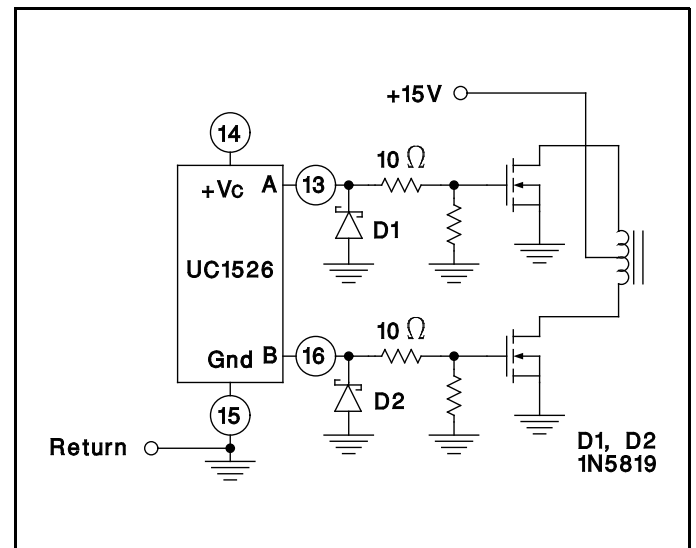 +15V
14
10 Ω
+Vc A 13
D1
UC1526
10 Ω
Gnd B 16
15
D2
Return
D1, D2
1N5819